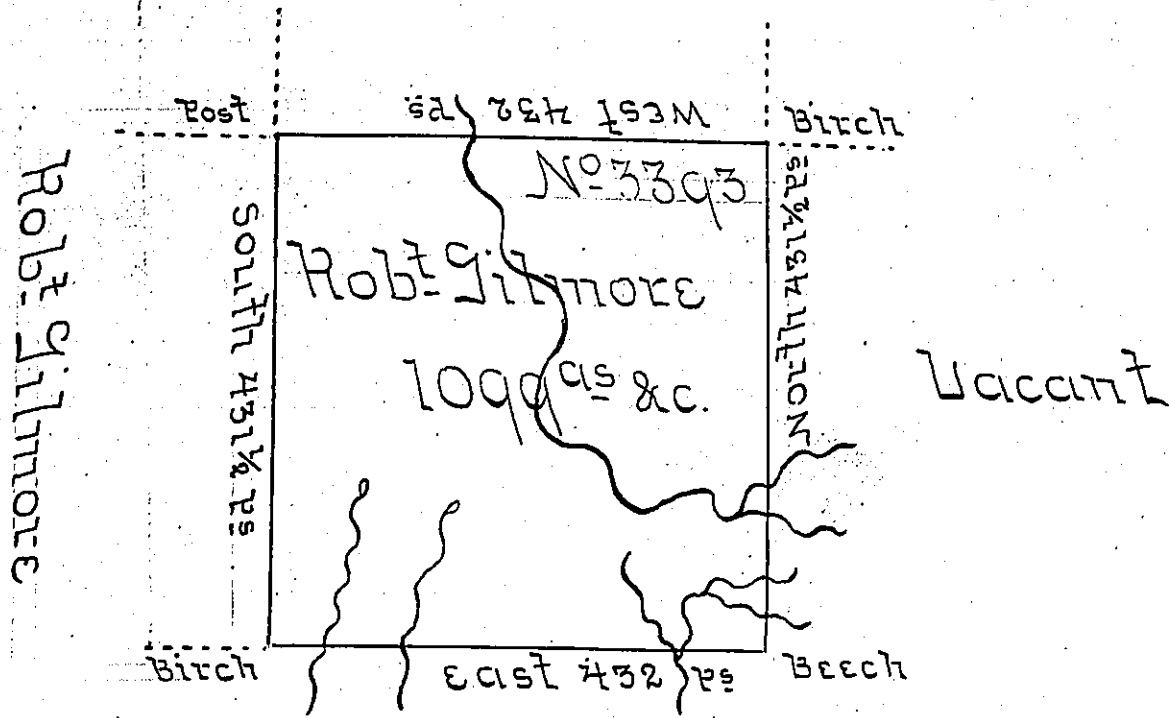 Post
West 432 Ps
Birch
No 3393
Robt Gilmore
1099 as &c.
South 431½ Ps
North 431½ Ps
Robt Gilmore
Vacant
Birch
East 432 Ps
Beech